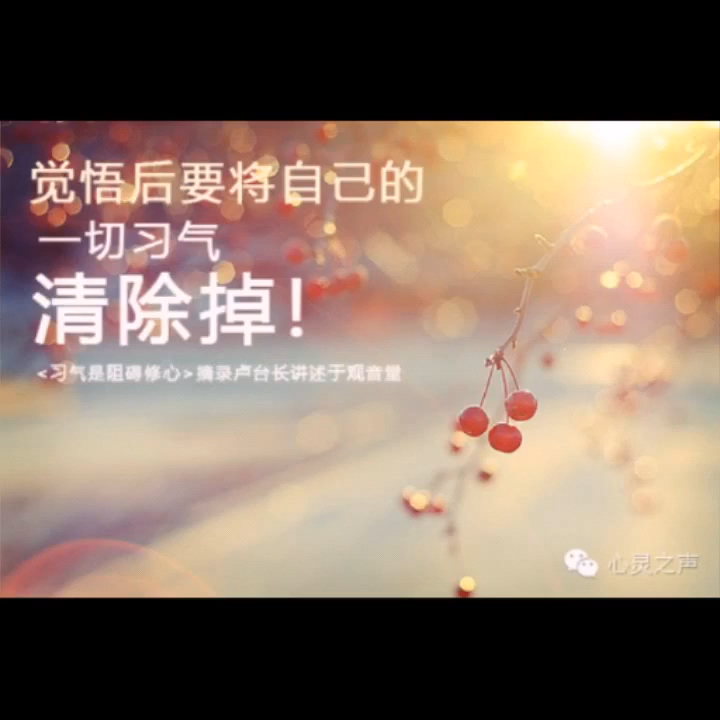 觉悟后要将自己的
一切习气
清除掉!
<习气是阻碍修心>摘录卢台长讲述于观音堂
心灵之声